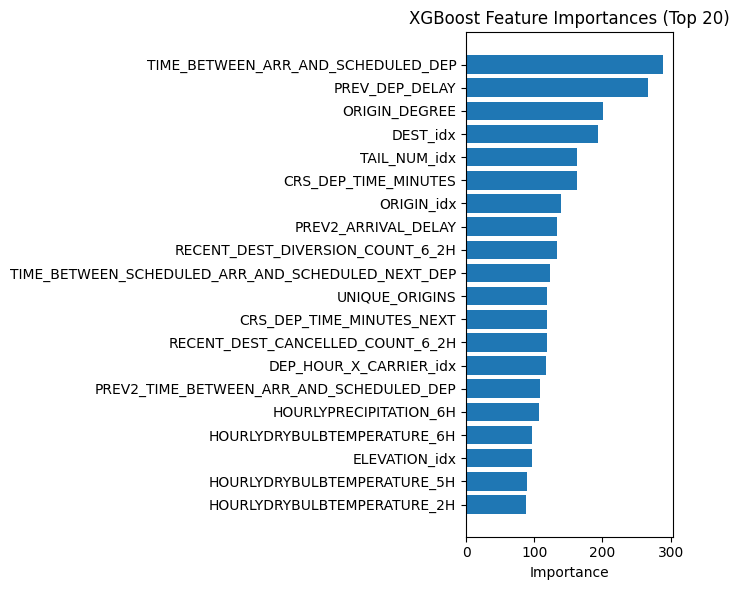 XGBoost Feature Importances (Top 20)
TIME_BETWEEN_ARR_AND_SCHEDULED_DEP
PREV_DEP_DELAY
ORIGIN_DEGREE
DEST_idx
TAIL_NUM_idx
CRS_DEP_TIME_MINUTES
ORIGIN_idx
PREV2_ARRIVAL_DELAY
RECENT_DEST_DIVERSION_COUNT_6_2H
TIME_BETWEEN_SCHEDULED_ARR_AND_SCHEDULED_NEXT_DEP
UNIQUE_ORIGINS
CRS_DEP_TIME_MINUTES_NEXT
RECENT_DEST_CANCELLED_COUNT_6_2H
DEP_HOUR_X_CARRIER_idx
PREV2_TIME_BETWEEN_ARR_AND_SCHEDULED_DEP
HOURLYPRECIPITATION_6H
HOURLYDRYBULBTEMPERATURE_6H
ELEVATION_idx
HOURLYDRYBULBTEMPERATURE_5H
HOURLYDRYBULBTEMPERATURE_2H
0 100 200 300
Importance